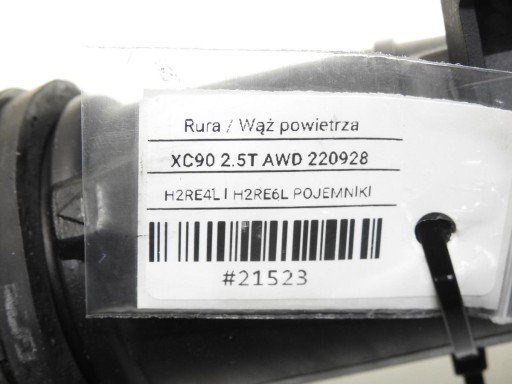 Rura / Wąż powietrza
XC90 2.5T AWD 220928
H2RE4L I H2RE6L POJEMNIKI
#21523